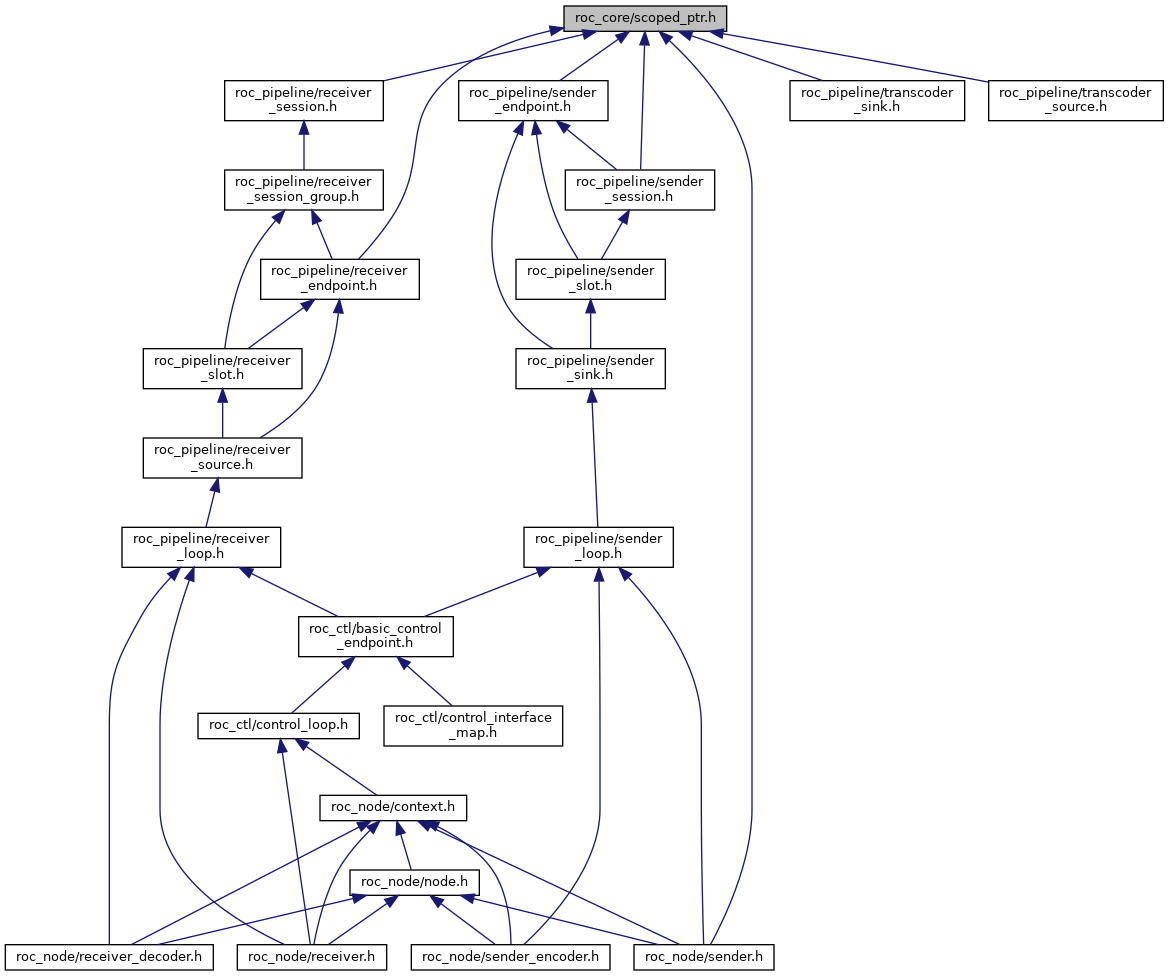 roc_core/scoped_ptr.h
roc_pipeline/receiver
_session.h
roc_pipeline/sender
_endpoint.h
roc_pipeline/transcoder
_sink.h
roc_pipeline/transcoder
_source.h
roc_pipeline/receiver
_session_group.h
roc_pipeline/sender
_session.h
roc_pipeline/receiver
_endpoint.h
roc_pipeline/sender
_slot.h
roc_pipeline/receiver
_slot.h
roc_pipeline/sender
_sink.h
roc_pipeline/receiver
_source.h
roc_pipeline/receiver
_loop.h
roc_pipeline/sender
_loop.h
roc_ctl/basic_control
_endpoint.h
roc_ctl/control_loop.h
roc_ctl/control_interface
_map.h
roc_node/context.h
roc_node/node.h
roc_node/receiver_decoder.h
roc_node/receiver.h
roc_node/sender_encoder.h
roc_node/sender.h